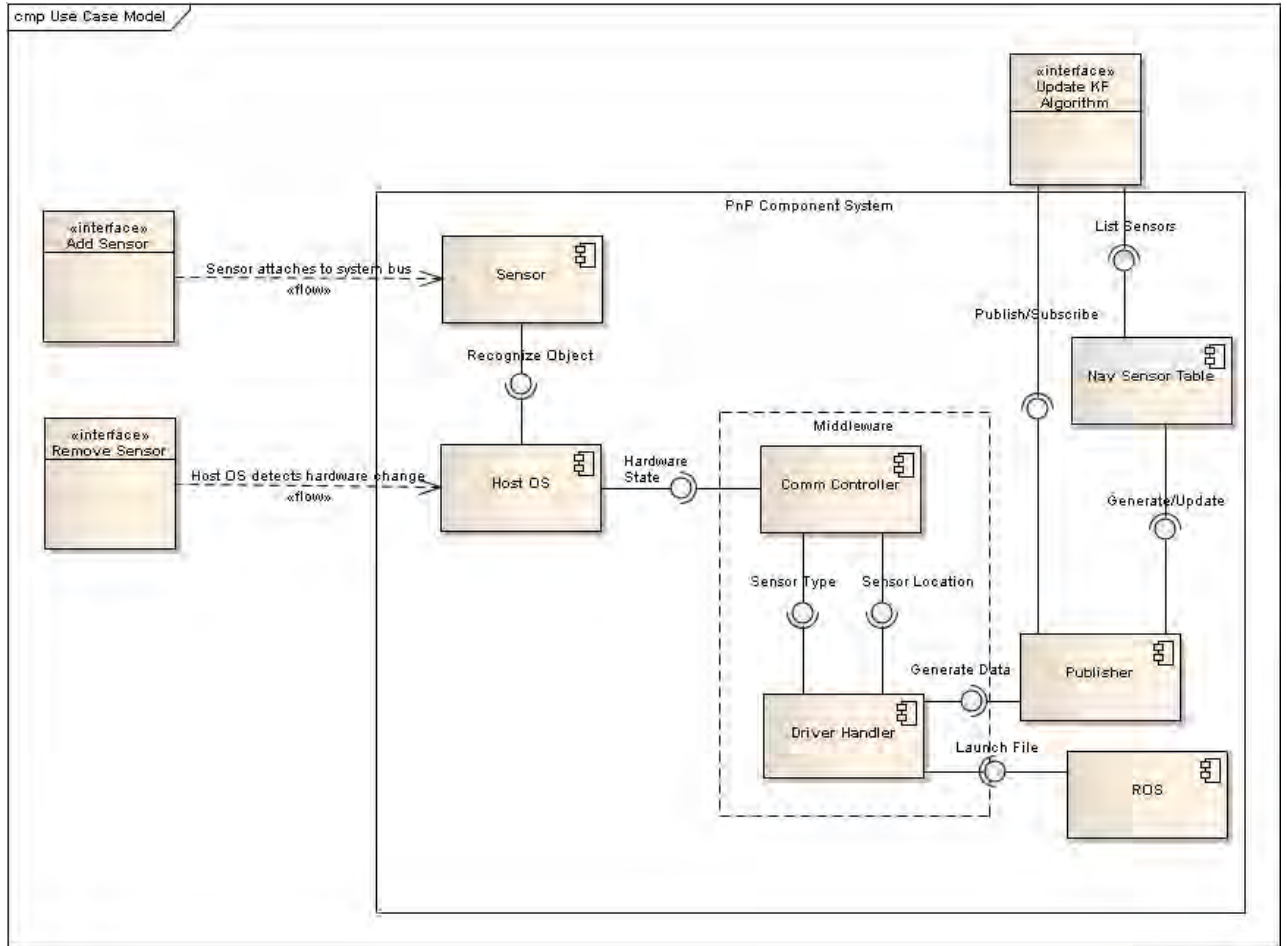 cmp Use Case Model
«interface»
Update KF
Algorithm
PnP Component System
«interface»
Add Sensor
Sensor attaches to system bus
«flow»
Sensor
List Sensors
Publish/Subscribe
Recognize Object
Nav Sensor Table
«interface»
Remove Sensor
Host OS detects hardware change
«flow»
Host OS
Hardware
State
Middleware
Comm Controller
Generate/Update
Sensor Type
Sensor Location
Generate Data
Publisher
Driver Handler
Launch File
ROS